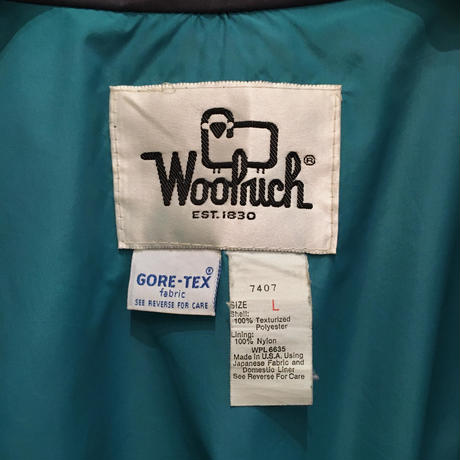 Woolrich®
EST. 1830
GORE-TEX®
fabric
SEE REVERSE FOR CARE
7407
SIZE L
Shell:
100% Texturized
Polyester
Lining:
100% Nylon
WPL 6635
Made in U.S.A. Using
Japanese Fabric and
Domestic Liner
See Reverse For Care